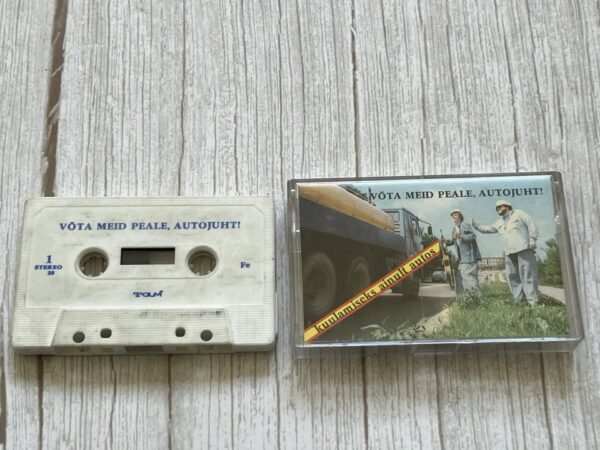 VÕTA MEID PEALE, AUTOJUHT!
1
STEREO
Fe
VÕTA MEID PEALE, AUTOJUHT!
kuulamiseks ainult autos